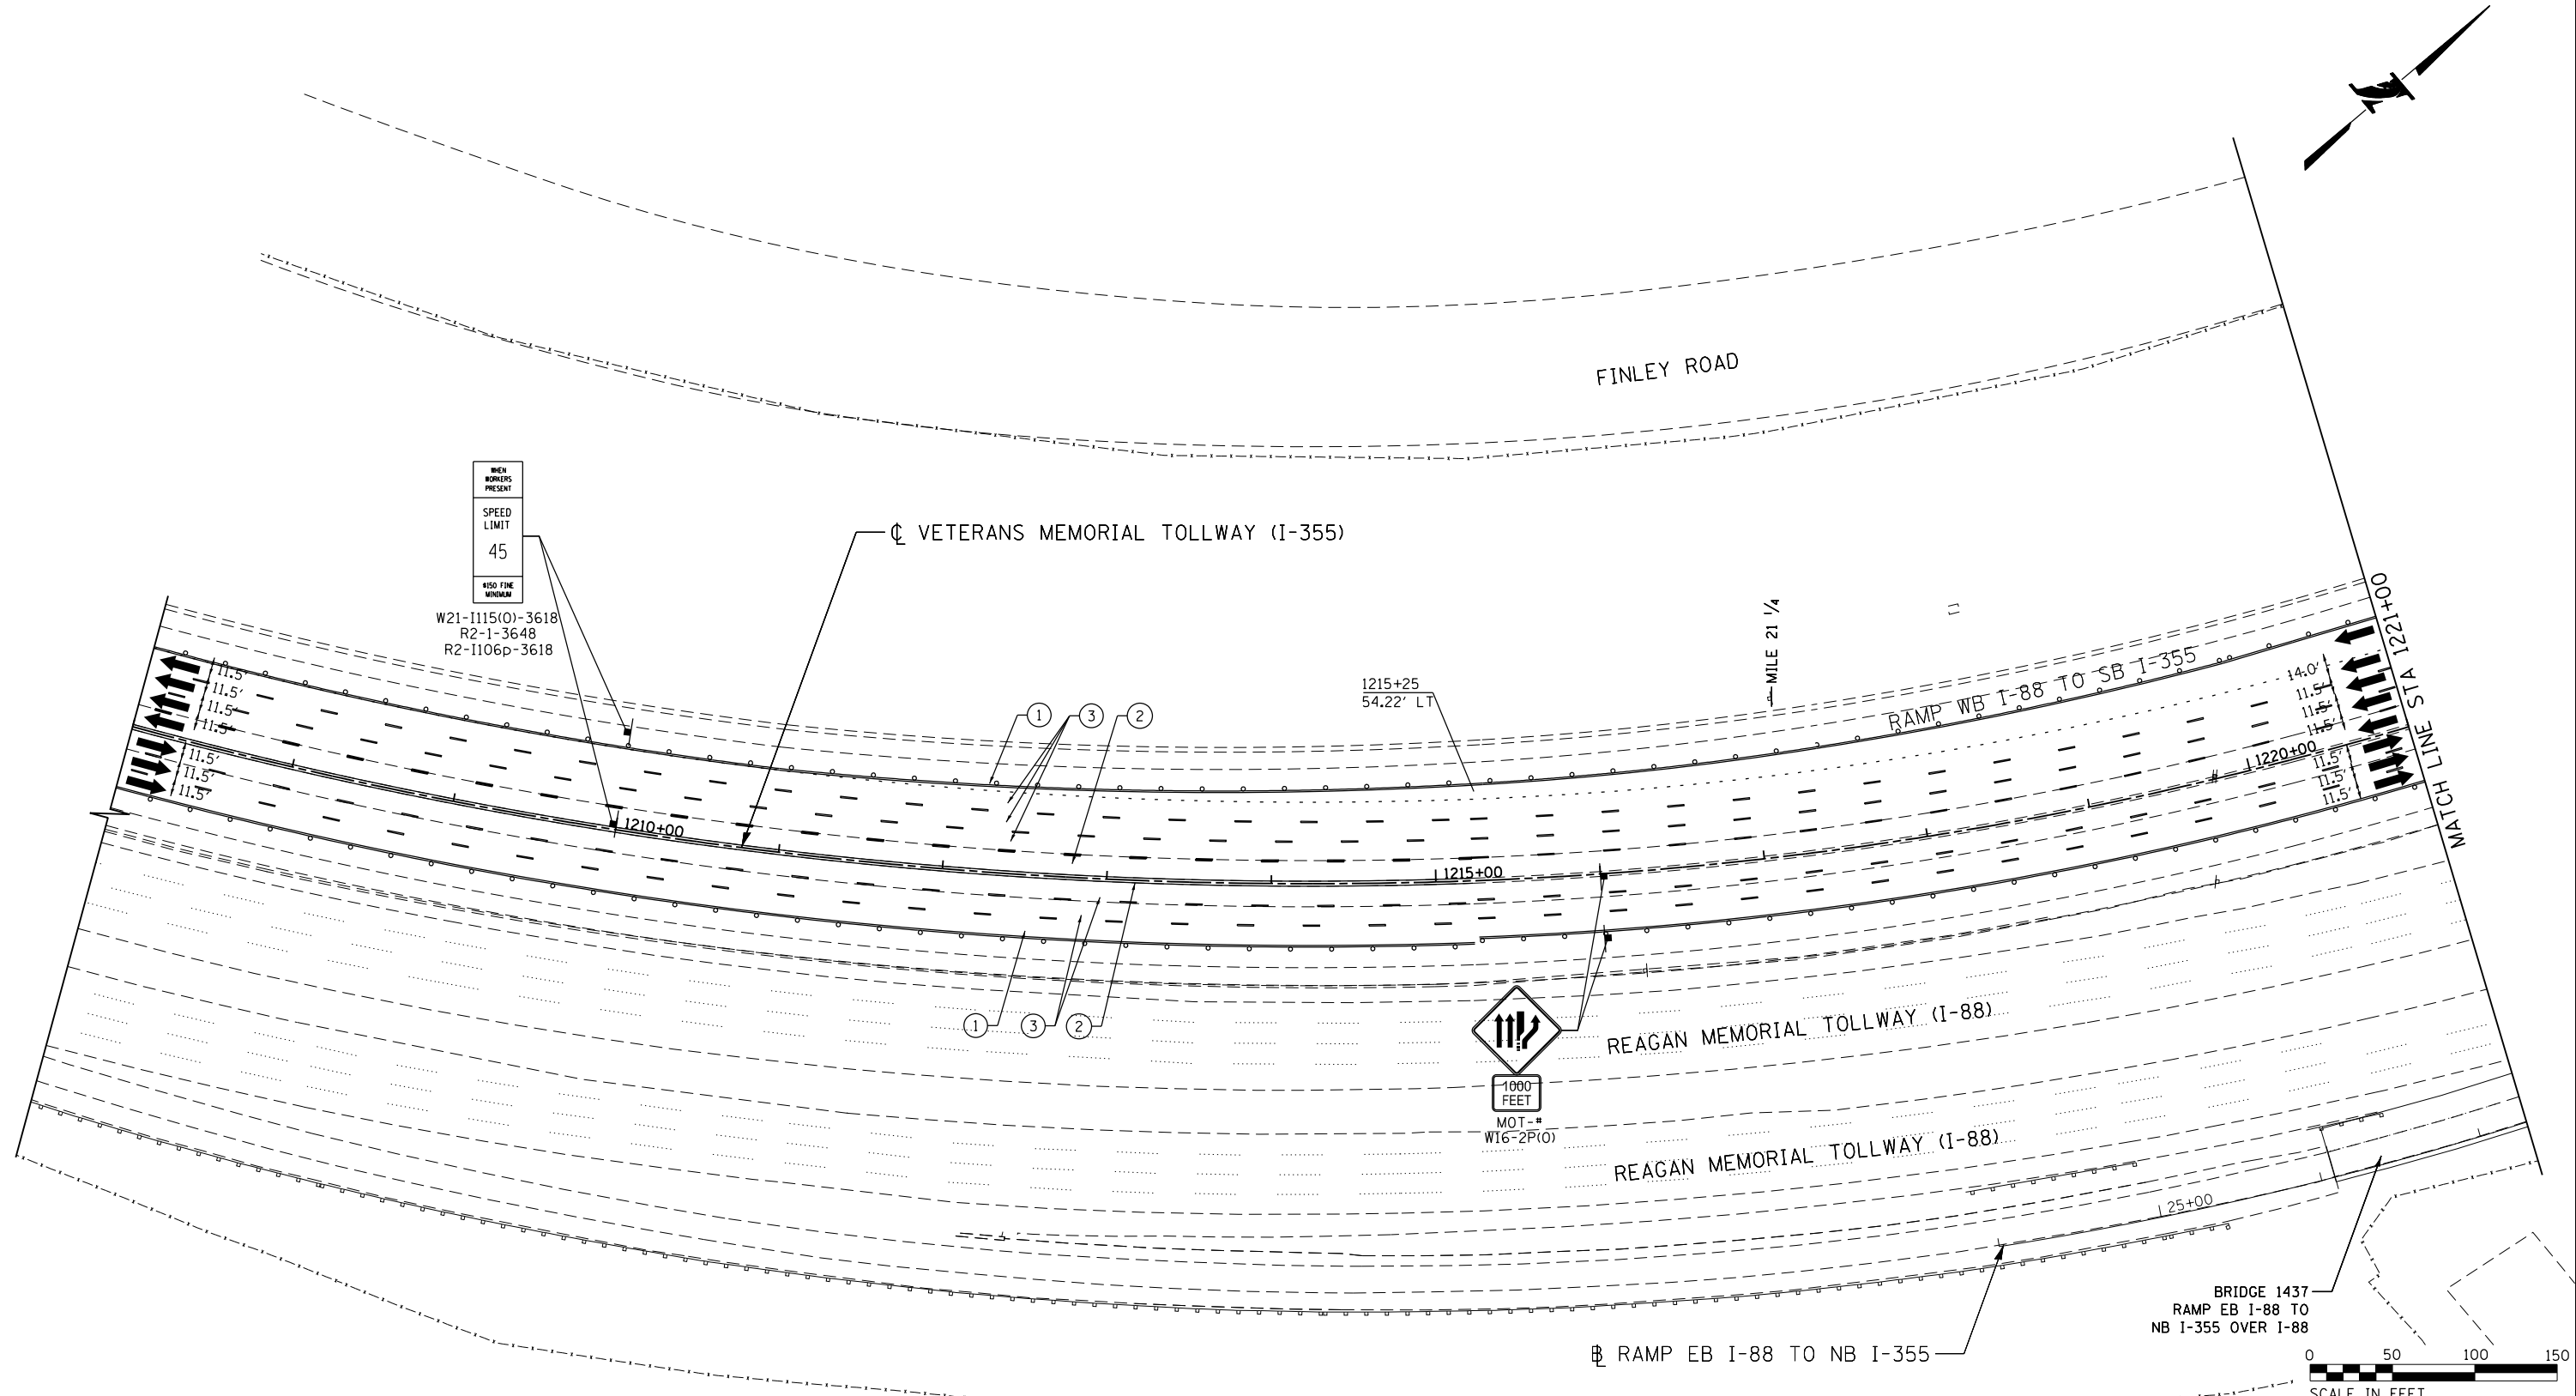 FINLEY ROAD
WHEN
WORKERS
PRESENT
SPEED
LIMIT
45
$150 FINE
MINIMUM
W21-I115(O)-3618
R2-1-3648
R2-I106p-3618
℄ VETERANS MEMORIAL TOLLWAY (I-355)
MILE 21 1/4
MATCH LINE STA 1221+00
RAMP WB I-88 TO SB I-355
1215+25
54.22' LT
11.5'
11.5'
11.5'
11.5'
11.5'
11.5'
11.5'
14.0'
11.5'
11.5'
11.5'
11.5'
11.5'
11.5'
1
3
2
1210+00
1215+00
1220+00
1
3
2
1000
FEET
MOT-#
W16-2P(O)
REAGAN MEMORIAL TOLLWAY (I-88)
REAGAN MEMORIAL TOLLWAY (I-88)
25+00
BRIDGE 1437
RAMP EB I-88 TO
NB I-355 OVER I-88
BL RAMP EB I-88 TO NB I-355
0 50 100 150
SCALE IN FEET